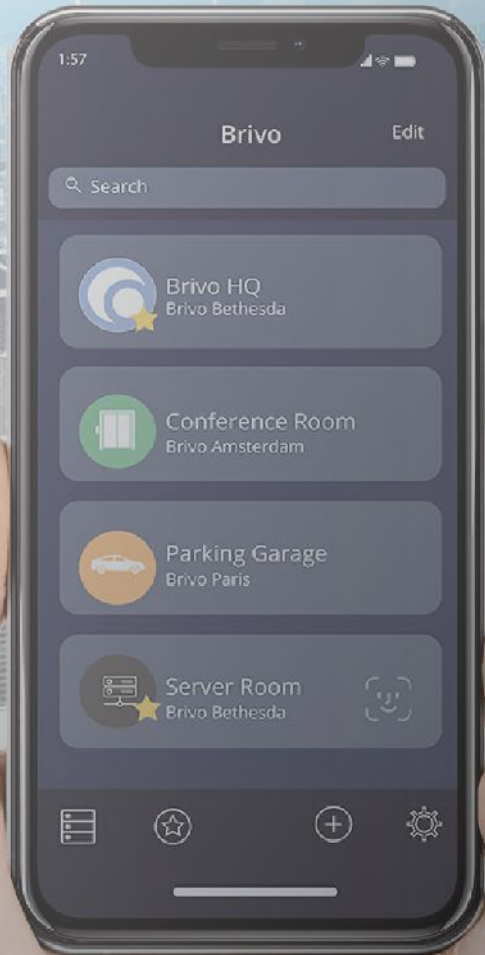 1:57
Brivo
Edit
Search
Brivo HQ
Brivo Bethesda
Conference Room
Brivo Amsterdam
Parking Garage
Brivo Paris
Server Room
Brivo Bethesda